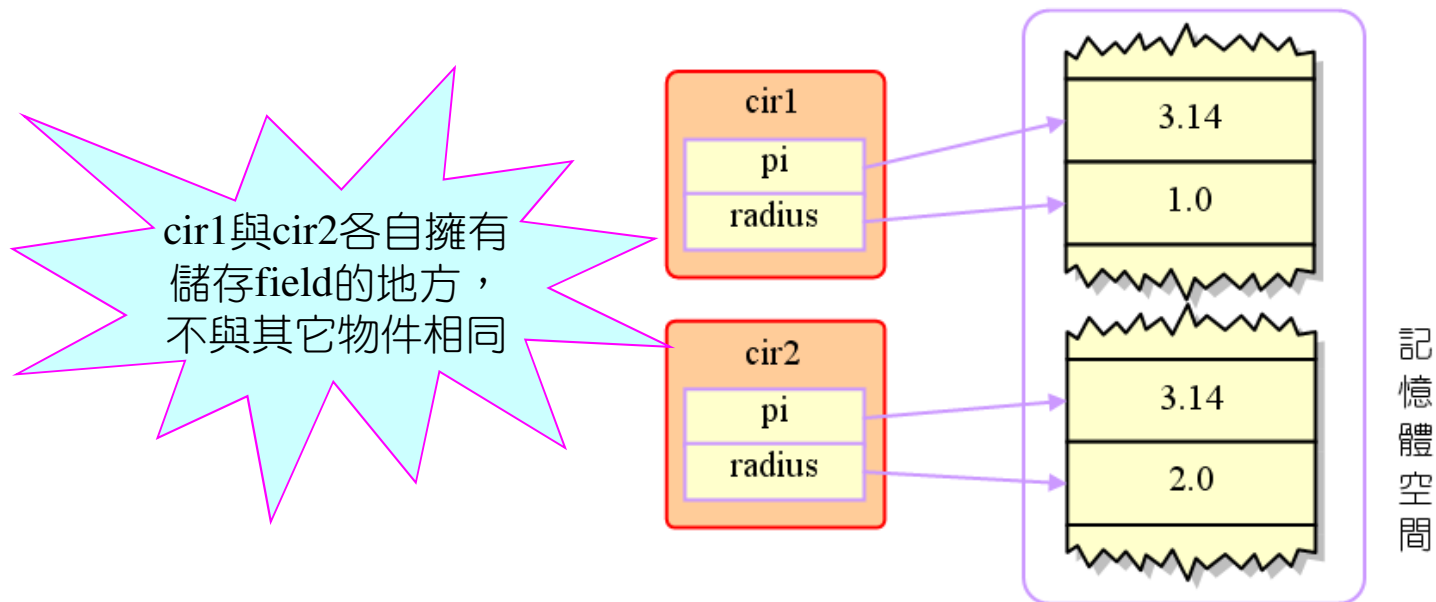 cir1與cir2各自擁有
儲存field的地方，
不與其它物件相同
cir1
pi
radius
cir2
pi
radius
3.14
1.0
3.14
2.0
記憶體空間